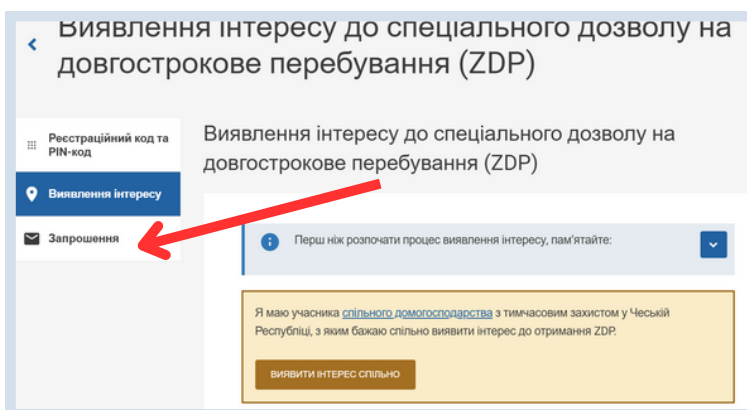 Виявлення інтересу до спеціального дозволу на
довгострокове перебування (ZDP)
Реєстраційний код та
PIN-код
Виявлення інтересу
Запрошення
Виявлення інтересу до спеціального дозволу на
довгострокове перебування (ZDP)
Перш ніж розпочати процес виявлення інтересу, пам'ятайте:
Я маю учасника спільного домогосподарства з тимчасовим захистом у Чеській
Республіці, з яким бажаю спільно виявити інтерес до отримання ZDP.
ВИЯВИТИ ІНТЕРЕС СПІЛЬНО